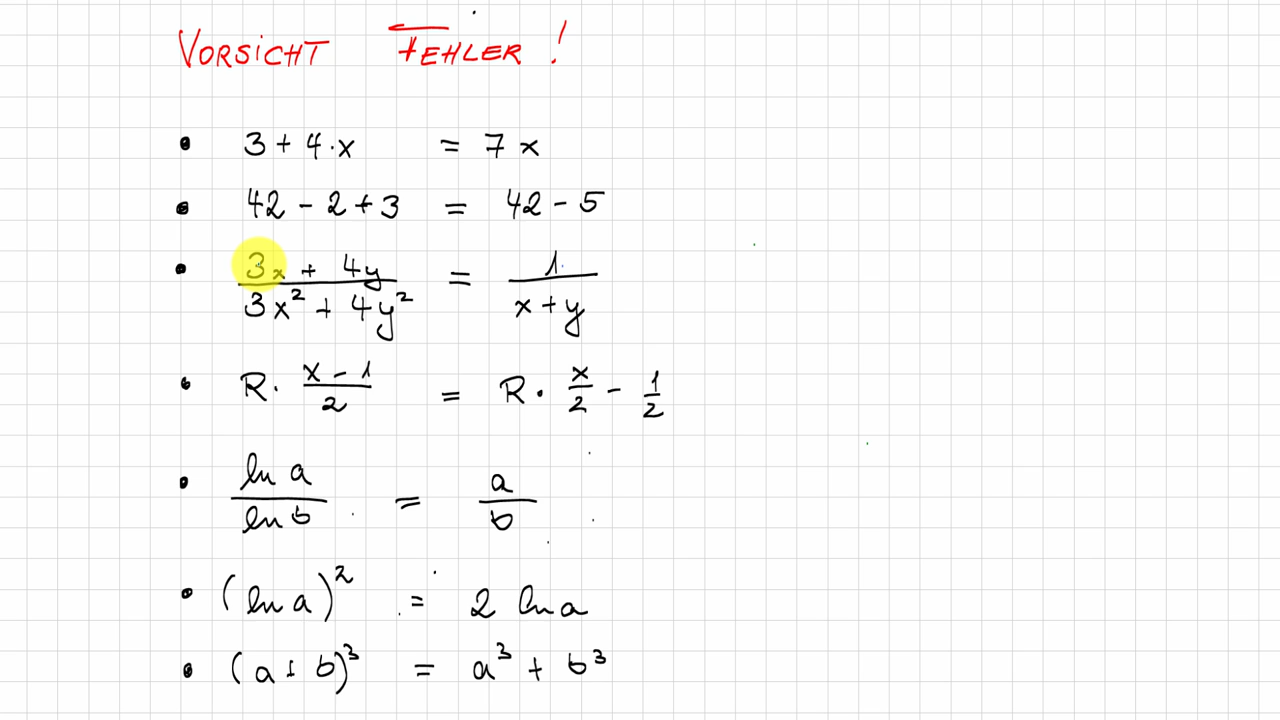 VORSICHT FEHLER!
• 3 + 4·x = 7x
• 42 - 2 + 3 = 42 - 5
• (3x + 4y)/(3x² + 4y²) = 1/(x + y)
• R · (x - 1)/2 = R · x/2 - 1/2
• ln a/ln b = a/b
• (ln a)² = 2 ln a
• (a + b)³ = a³ + b³